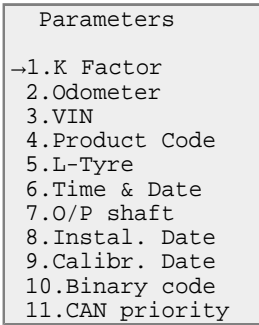 Parameters
→1.K Factor
2.Odometer
3.VIN
4.Product Code
5.L-Tyre
6.Time & Date
7.O/P shaft
8.Instal. Date
9.Calibr. Date
10.Binary code
11.CAN priority